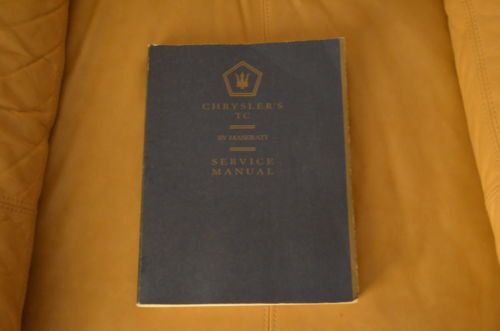 CHRYSLER'S
TC
BY MASERATI
SERVICE
MANUAL